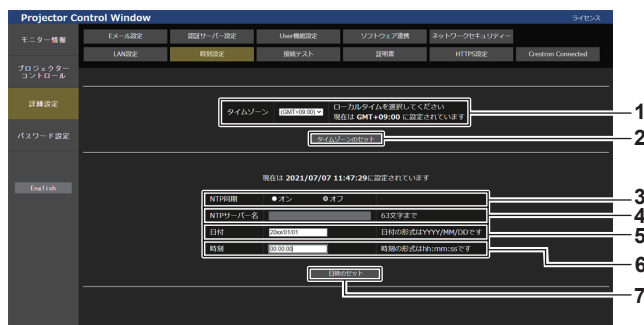 Projector Control Window
ライセンス
モニター情報
Eメール設定
認証サーバー設定
User機能設定
ソフトウェア連携
ネットワークセキュリティー
LAN設定
時刻設定
接続テスト
証明書
HTTPS設定
Crestron Connected
プロジェクター
コントロール
詳細設定
パスワード設定
English
タイムゾーン
(GMT+09:00)
ローカルタイムを選択してください
現在は GMT+09:00 に設定されています
1
タイムゾーンのセット
2
現在は 2021/07/07 11:47:29に設定されています
NTP同期
オン
オフ
3
NTPサーバー名
63文字まで
4
日付
20xx/01/01
日付の形式はYYYY/MM/DDです
5
時刻
00:00:00
時刻の形式はhh:mm:ssです
6
日時のセット
7